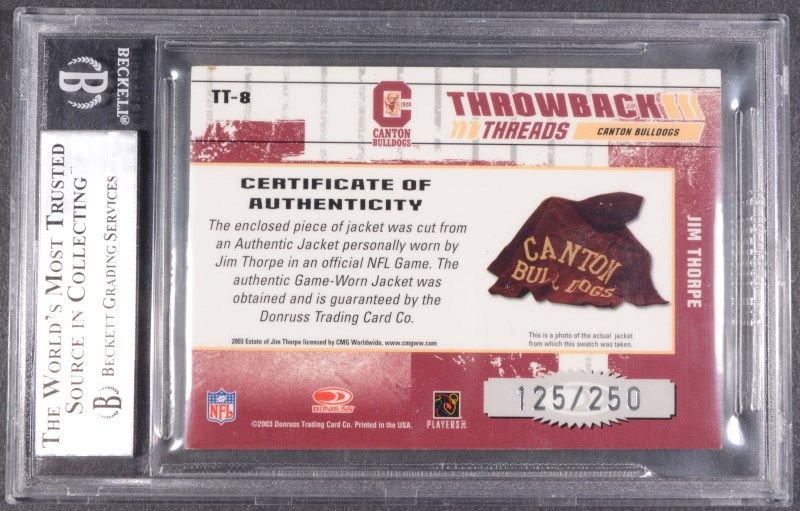 BECKETT®
B
THE WORLD'S MOST TRUSTED
SOURCE IN COLLECTING™
B BECKETT GRADING SERVICES
TT-8
C
1920
CANTON
BULLDOGS
THROWBACK
THREADS
CANTON BULLDOGS
CERTIFICATE OF
AUTHENTICITY
The enclosed piece of jacket was cut from
an Authentic Jacket personally worn by
Jim Thorpe in an official NFL Game. The
authentic Game-Worn Jacket was
obtained and is guaranteed by the
Donruss Trading Card Co.
2003 Estate of Jim Thorpe licensed by CMG Worldwide, www.cmgww.com
CANTON
BULLDOGS
This is a photo of the actual jacket
from which this swatch was taken.
JIM THORPE
NFL
DONRUSS
©2003 Donruss Trading Card Co. Printed in the USA.
PLAYERS INC
125/250